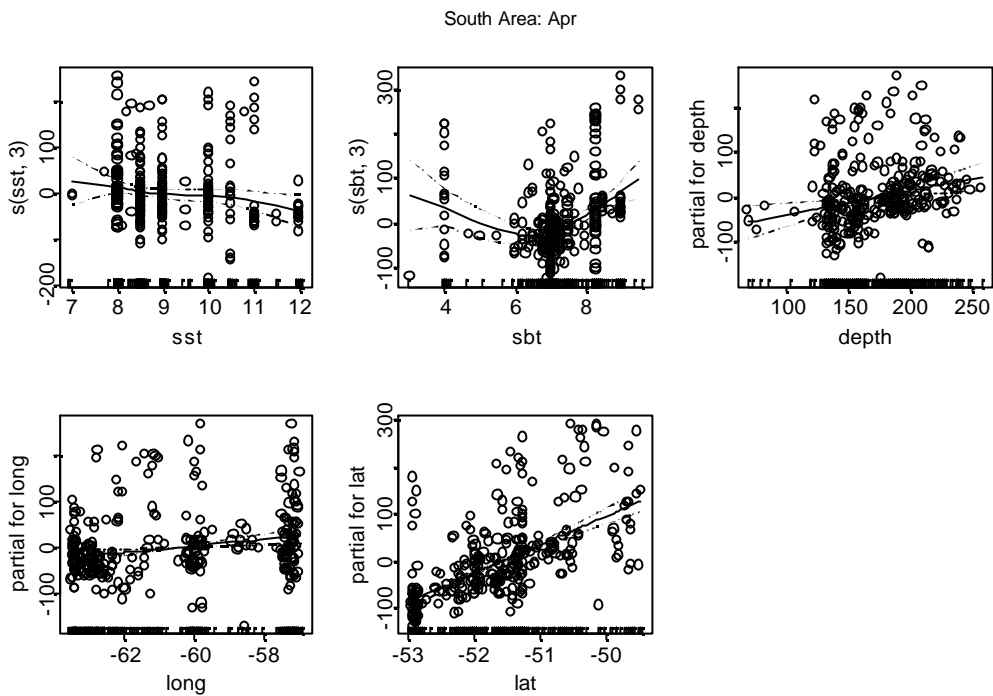 South Area: Apr
s(sst, 3)
100
0
-200
7 8 9 10 11 12
sst
s(sbt, 3)
300
100
0
-100
4 6 8
sbt
partial for depth
100
0
-100
100 150 200 250
depth
partial for long
100
0
-100
-62 -60 -58
long
partial for lat
300
100
0
-100
-53 -52 -51 -50
lat